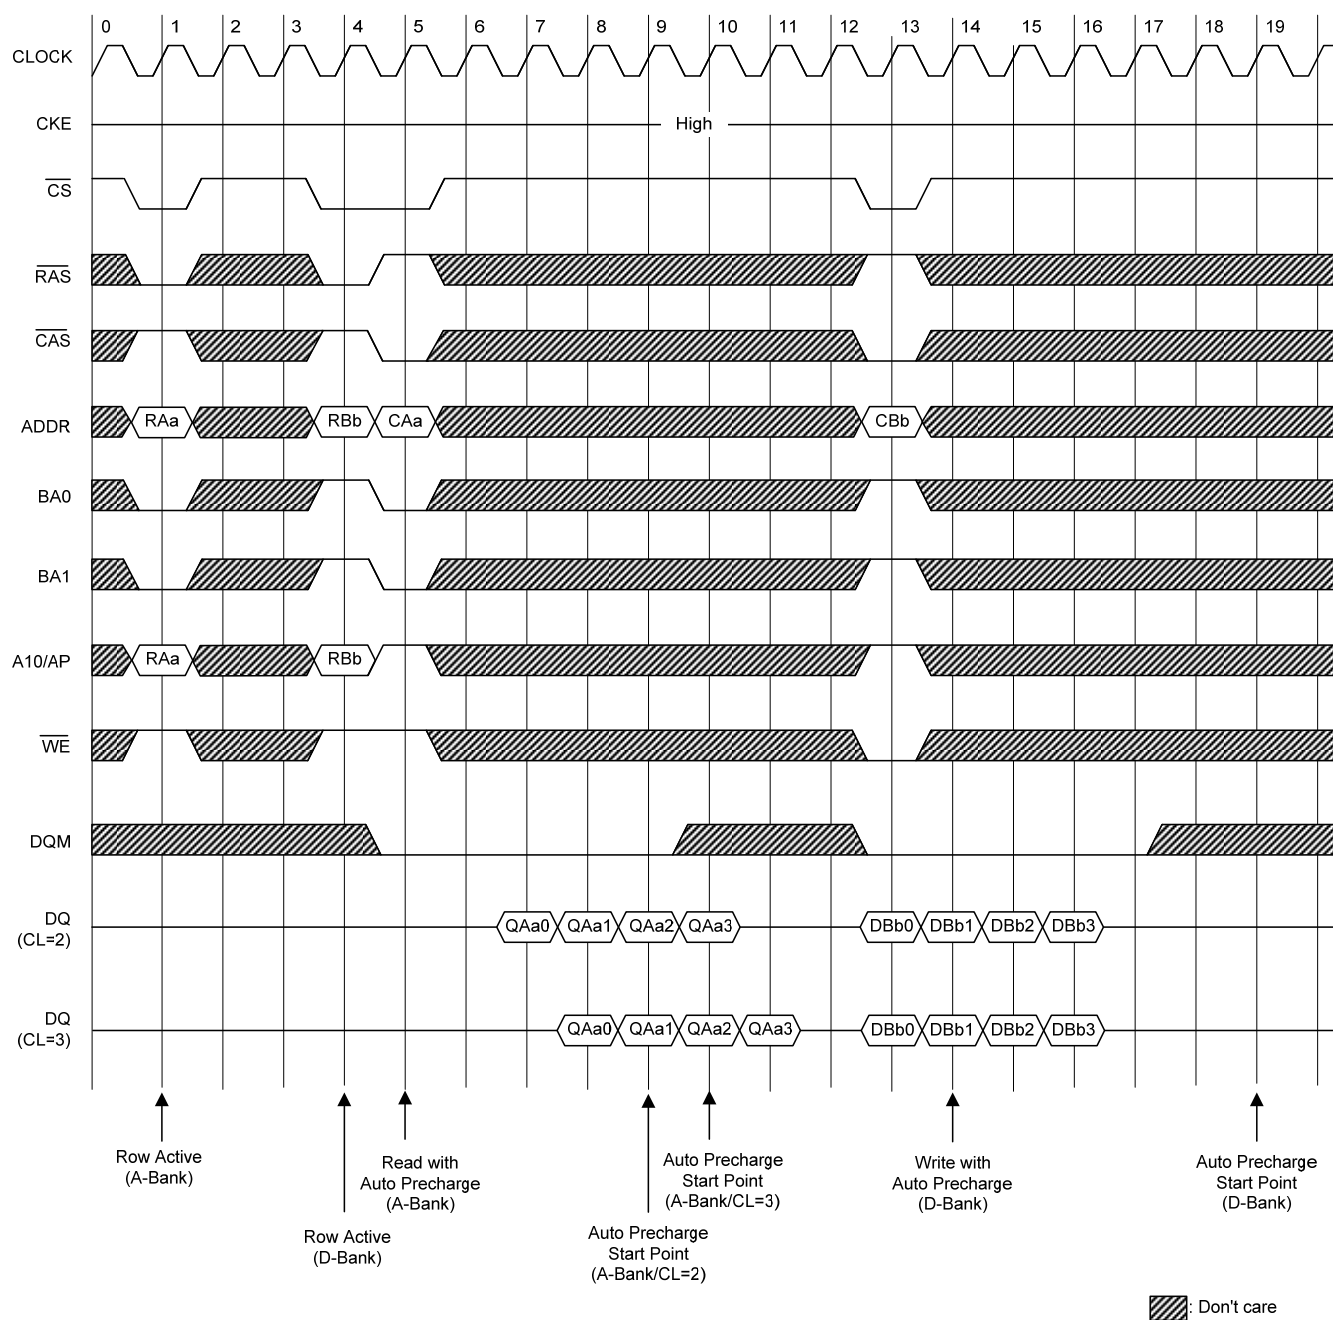 0 1 2 3 4 5 6 7 8 9 10 11 12 13 14 15 16 17 18 19
CLOCK
CKE High
CS
RAS
CAS
ADDR RAa RBb CAa CBb
BA0
BA1
A10/AP RAa RBb
WE
DQM
DQ
(CL=2)
QAa0 QAa1 QAa2 QAa3 DBb0 DBb1 DBb2 DBb3
DQ
(CL=3)
QAa0 QAa1 QAa2 QAa3 DBb0 DBb1 DBb2 DBb3
Row Active
(A-Bank)
Row Active
(D-Bank)
Read with
Auto Precharge
(A-Bank)
Auto Precharge
Start Point
(A-Bank/CL=2)
Auto Precharge
Start Point
(A-Bank/CL=3)
Write with
Auto Precharge
(D-Bank)
Auto Precharge
Start Point
(D-Bank)
: Don't care